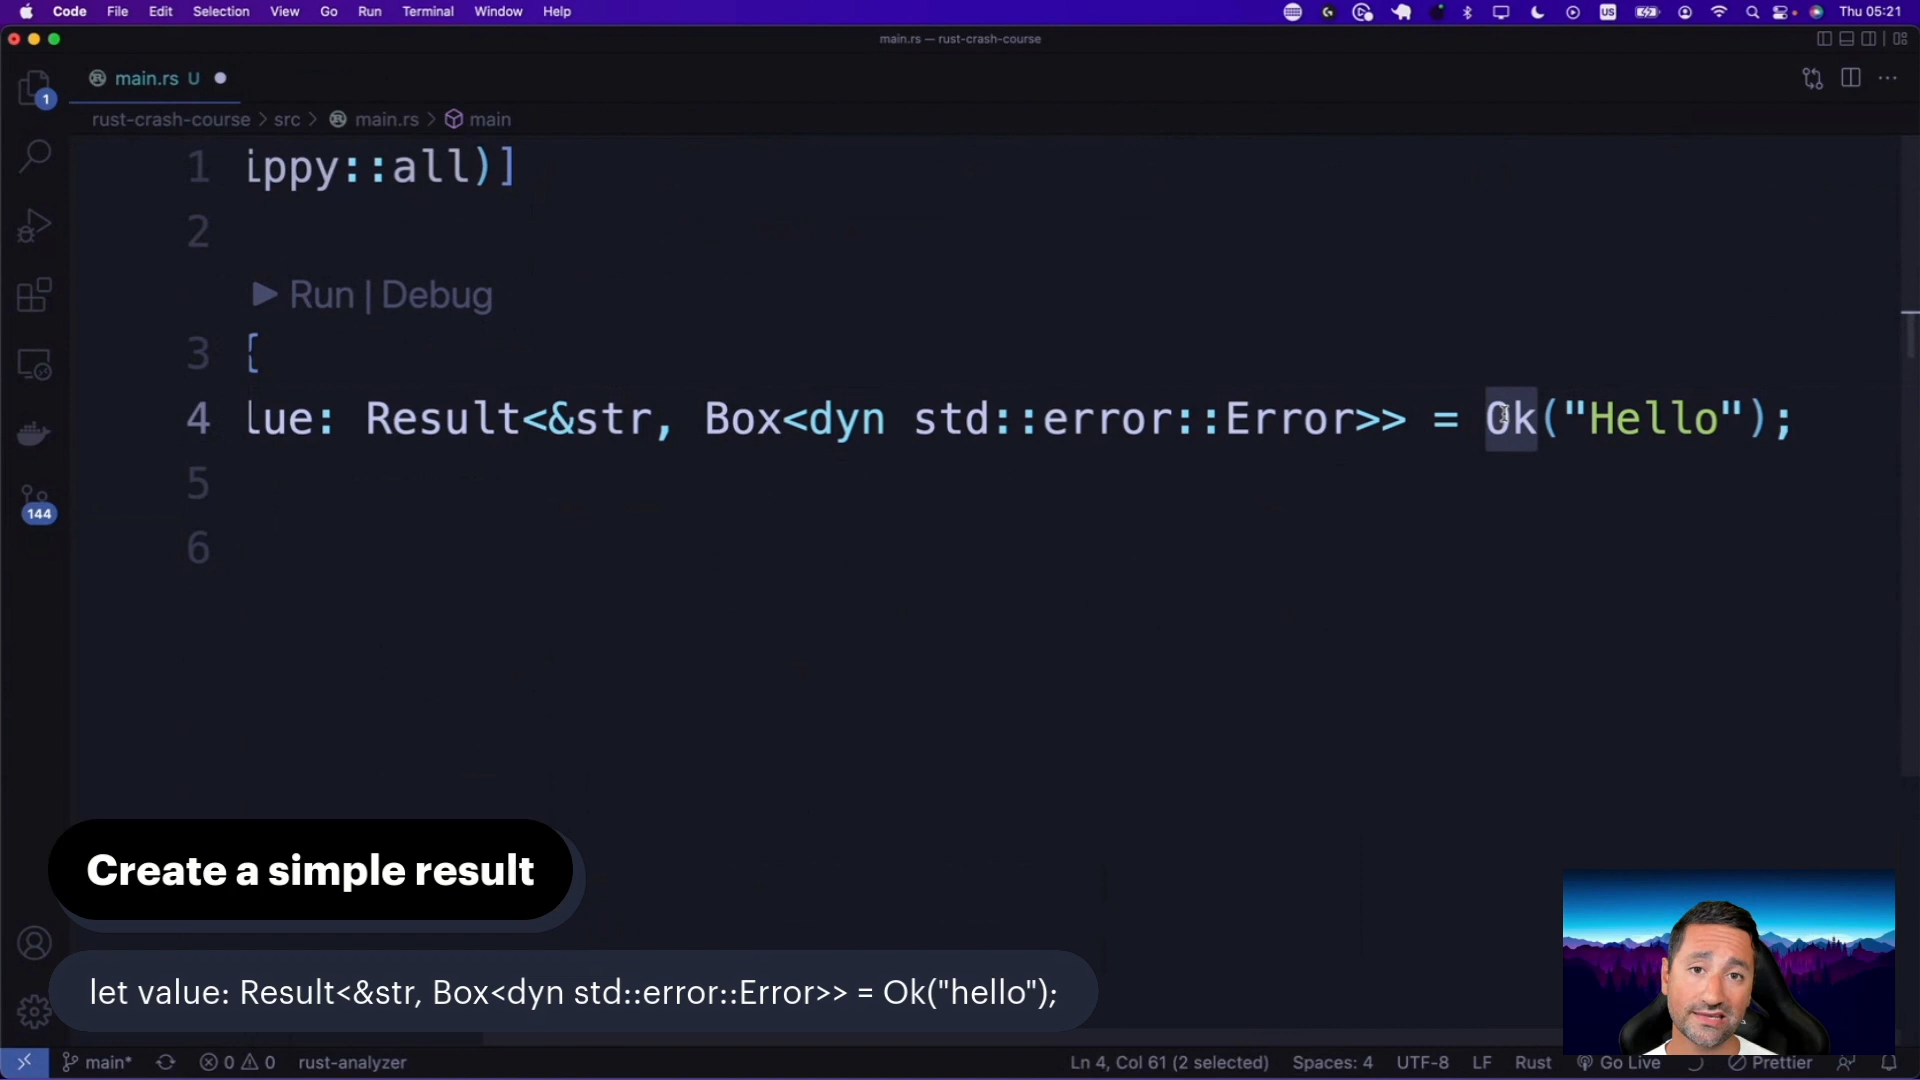 Code File Edit Selection View Go Run Terminal Window Help US Thu 05:21
main.rs — rust-crash-course
main.rs U
1
rust-crash-course > src > main.rs > main
1 ippy::all)]
2
Run | Debug
3 {
4 lue: Result<&str, Box<dyn std::error::Error>> = Ok("Hello");
5
6
144
Create a simple result
let value: Result<&str, Box<dyn std::error::Error>> = Ok("hello");
main* 0 0 rust-analyzer Ln 4, Col 61 (2 selected) Spaces: 4 UTF-8 LF Rust Go Live Prettier